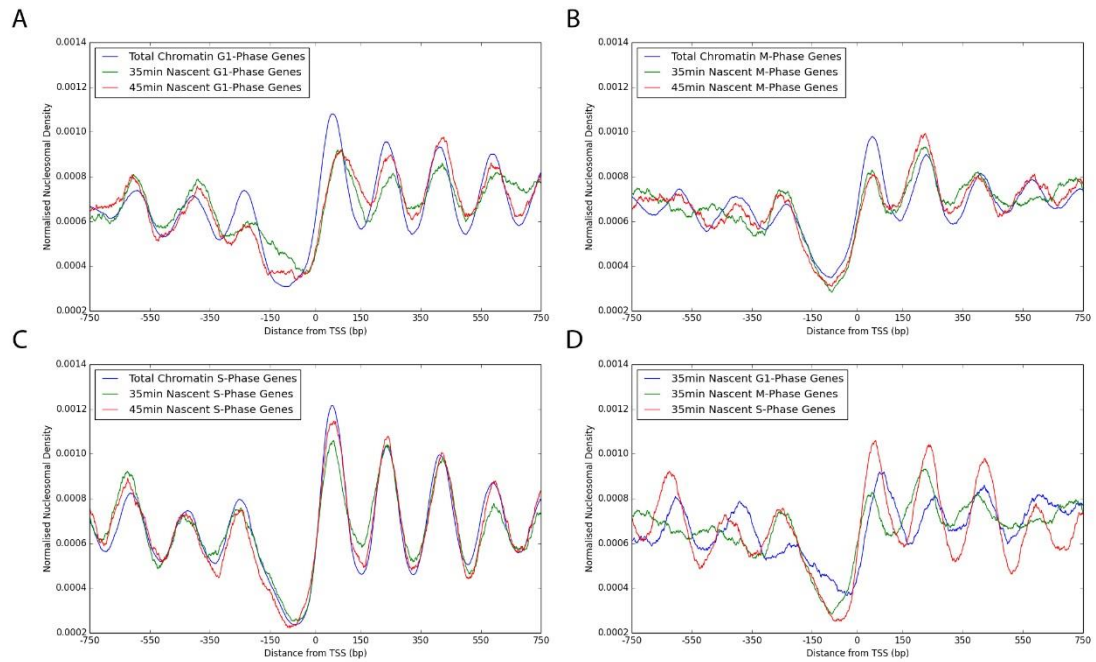 A
0.0014
0.0012
0.0010
0.0008
0.0006
0.0004
0.0002
Normalised Nucleosomal Density
Total Chromatin G1-Phase Genes
35min Nascent G1-Phase Genes
45min Nascent G1-Phase Genes
-750 -550 -350 -150 0 150 350 550 750
Distance from TSS (bp)
B
0.0014
0.0012
0.0010
0.0008
0.0006
0.0004
0.0002
Normalised Nucleosomal Density
Total Chromatin M-Phase Genes
35min Nascent M-Phase Genes
45min Nascent M-Phase Genes
-750 -550 -350 -150 0 150 350 550 750
Distance from TSS (bp)
C
0.0014
0.0012
0.0010
0.0008
0.0006
0.0004
0.0002
Normalised Nucleosomal Density
Total Chromatin S-Phase Genes
35min Nascent S-Phase Genes
45min Nascent S-Phase Genes
-750 -550 -350 -150 0 150 350 550 750
Distance from TSS (bp)
D
0.0014
0.0012
0.0010
0.0008
0.0006
0.0004
0.0002
Normalised Nucleosomal Density
35min Nascent G1-Phase Genes
35min Nascent M-Phase Genes
35min Nascent S-Phase Genes
-750 -550 -350 -150 0 150 350 550 750
Distance from TSS (bp)